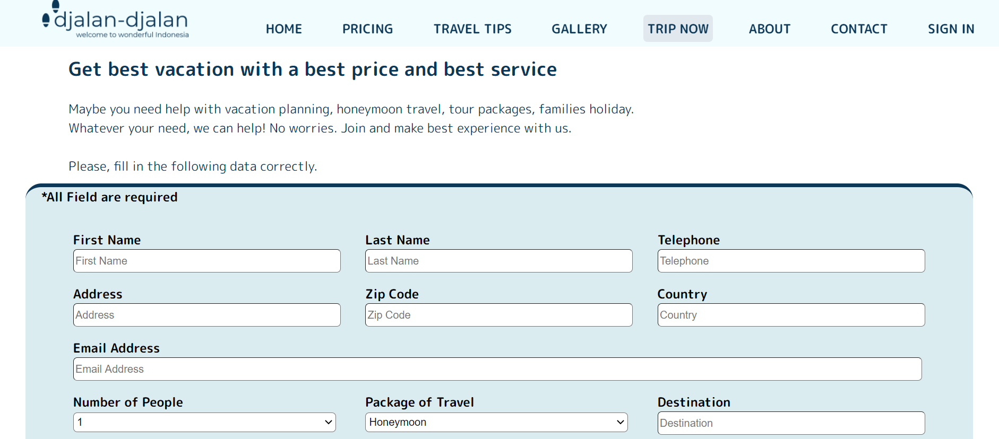 djalan-djalan
welcome to wonderful Indonesia
HOME PRICING TRAVEL TIPS GALLERY TRIP NOW ABOUT CONTACT SIGN IN
Get best vacation with a best price and best service
Maybe you need help with vacation planning, honeymoon travel, tour packages, families holiday.
Whatever your need, we can help! No worries. Join and make best experience with us.
Please, fill in the following data correctly.
*All Field are required
First Name Last Name Telephone
First Name Last Name Telephone
Address Zip Code Country
Address Zip Code Country
Email Address
Email Address
Number of People Package of Travel Destination
1 Honeymoon Destination